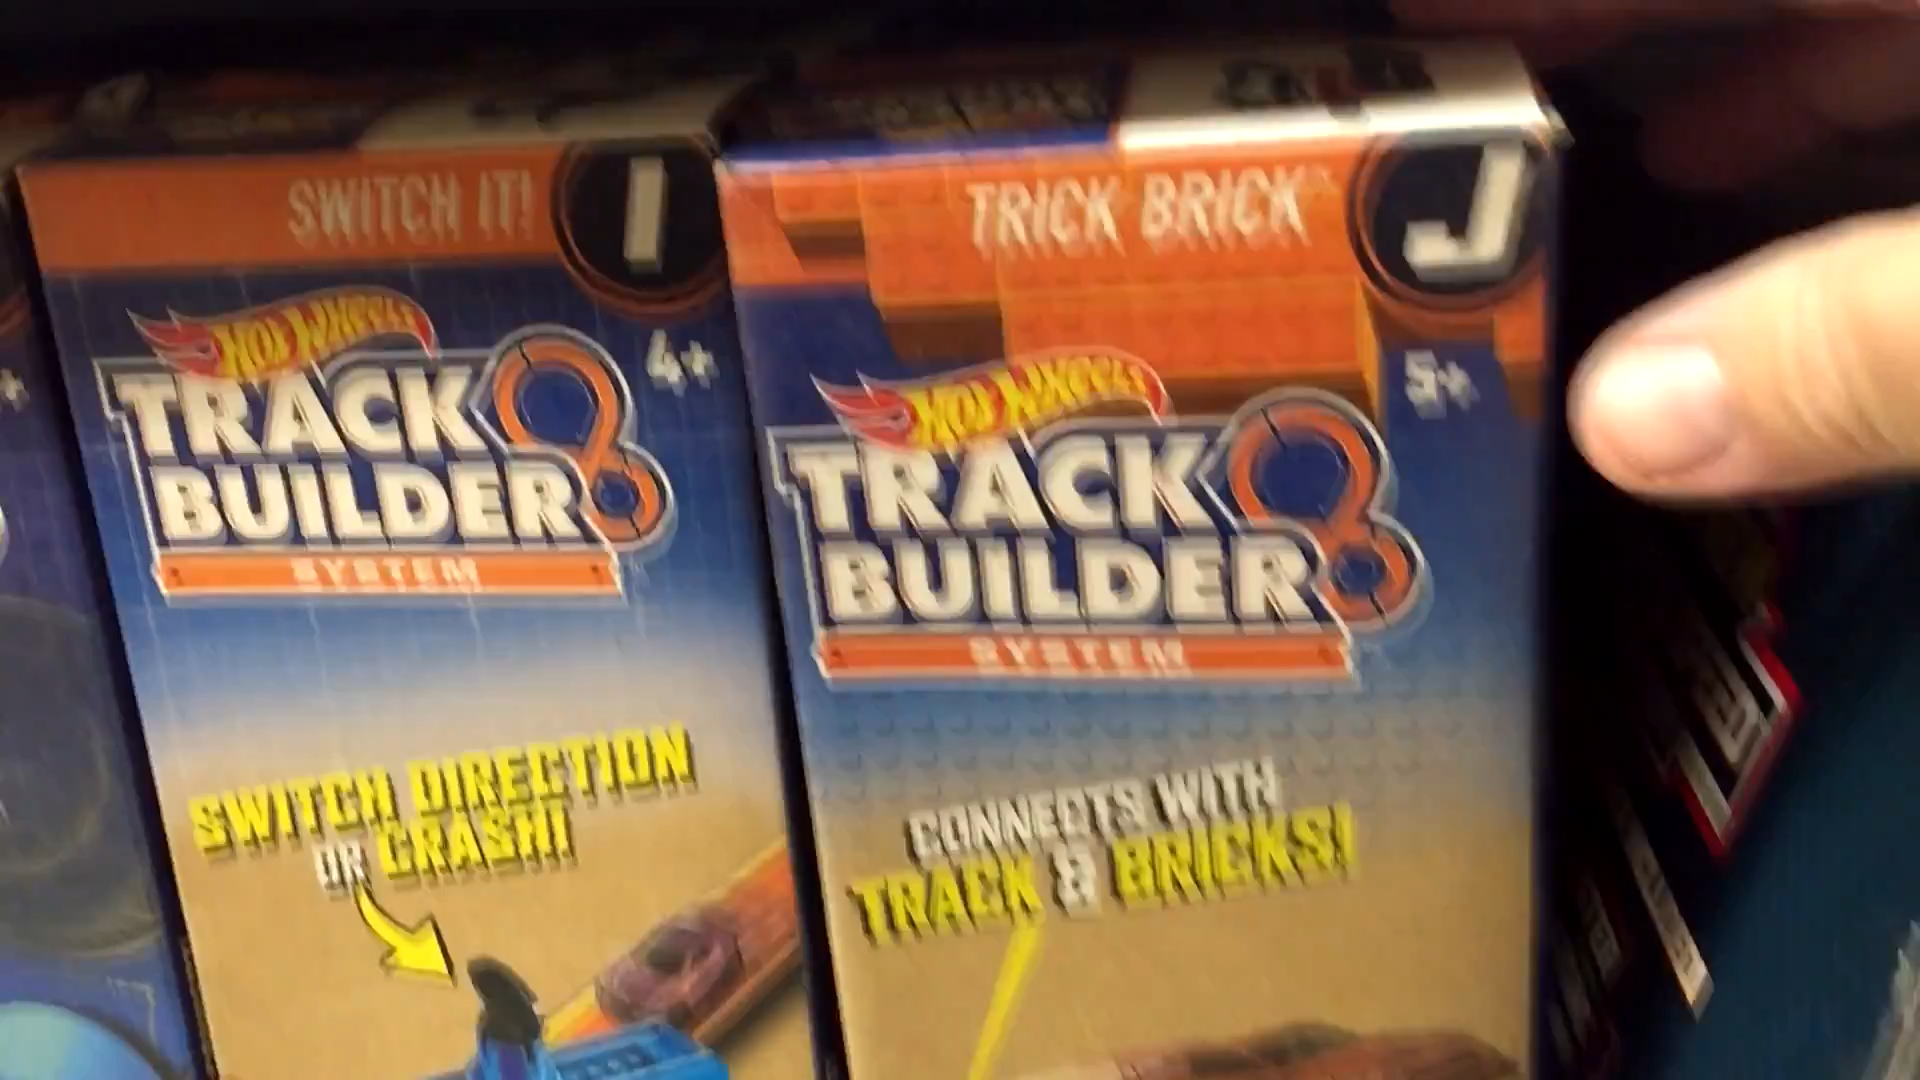 SWITCH IT!
I
HOT WHEELS
4+
TRACK
BUILDER
SYSTEM
SWITCH DIRECTION
OR CRASH!
TRICK BRICK™
J
HOT WHEELS
5+
TRACK
BUILDER
SYSTEM
CONNECTS WITH
TRACK & BRICKS!